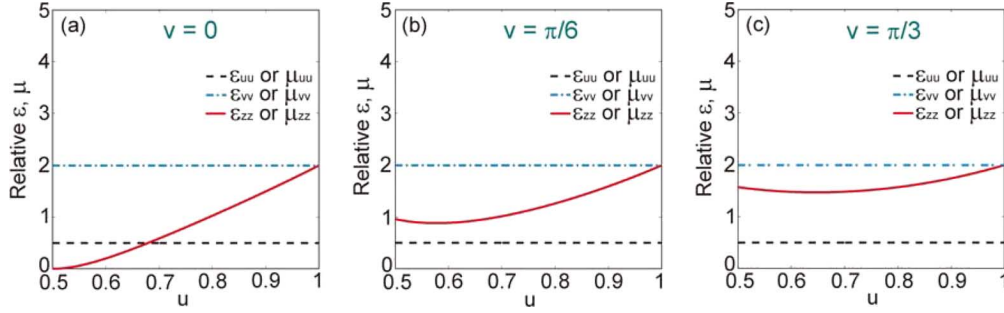 (a)
v = 0
5
4
3
2
1
0
Relative ε, μ
εuu or μuu
εvv or μvv
εzz or μzz
0.5
0.6
0.7
0.8
0.9
1
u
(b)
v = π/6
5
4
3
2
1
0
Relative ε, μ
εuu or μuu
εvv or μvv
εzz or μzz
0.5
0.6
0.7
0.8
0.9
1
u
(c)
v = π/3
5
4
3
2
1
0
Relative ε, μ
εuu or μuu
εvv or μvv
εzz or μzz
0.5
0.6
0.7
0.8
0.9
1
u